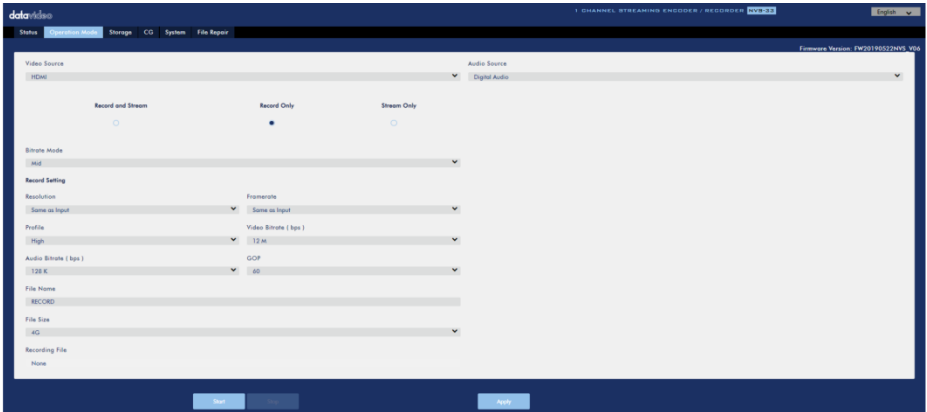 datavideo
1 CHANNEL STREAMING ENCODER / RECORDER NVS-33
English
Status Operation Mode Storage CG System File Repair
Firmware Version: FW20190522NVS_V06
Video Source Audio Source
HDMI Digital Audio
Record and Stream Record Only Stream Only
Bitrate Mode
Mid
Record Setting
Resolution Framerate
Same as Input Same as Input
Profile Video Bitrate ( bps )
High 12 M
Audio Bitrate ( bps ) GOP
128 K 60
File Name
RECORD
File Size
4G
Recording File
None
Start Apply